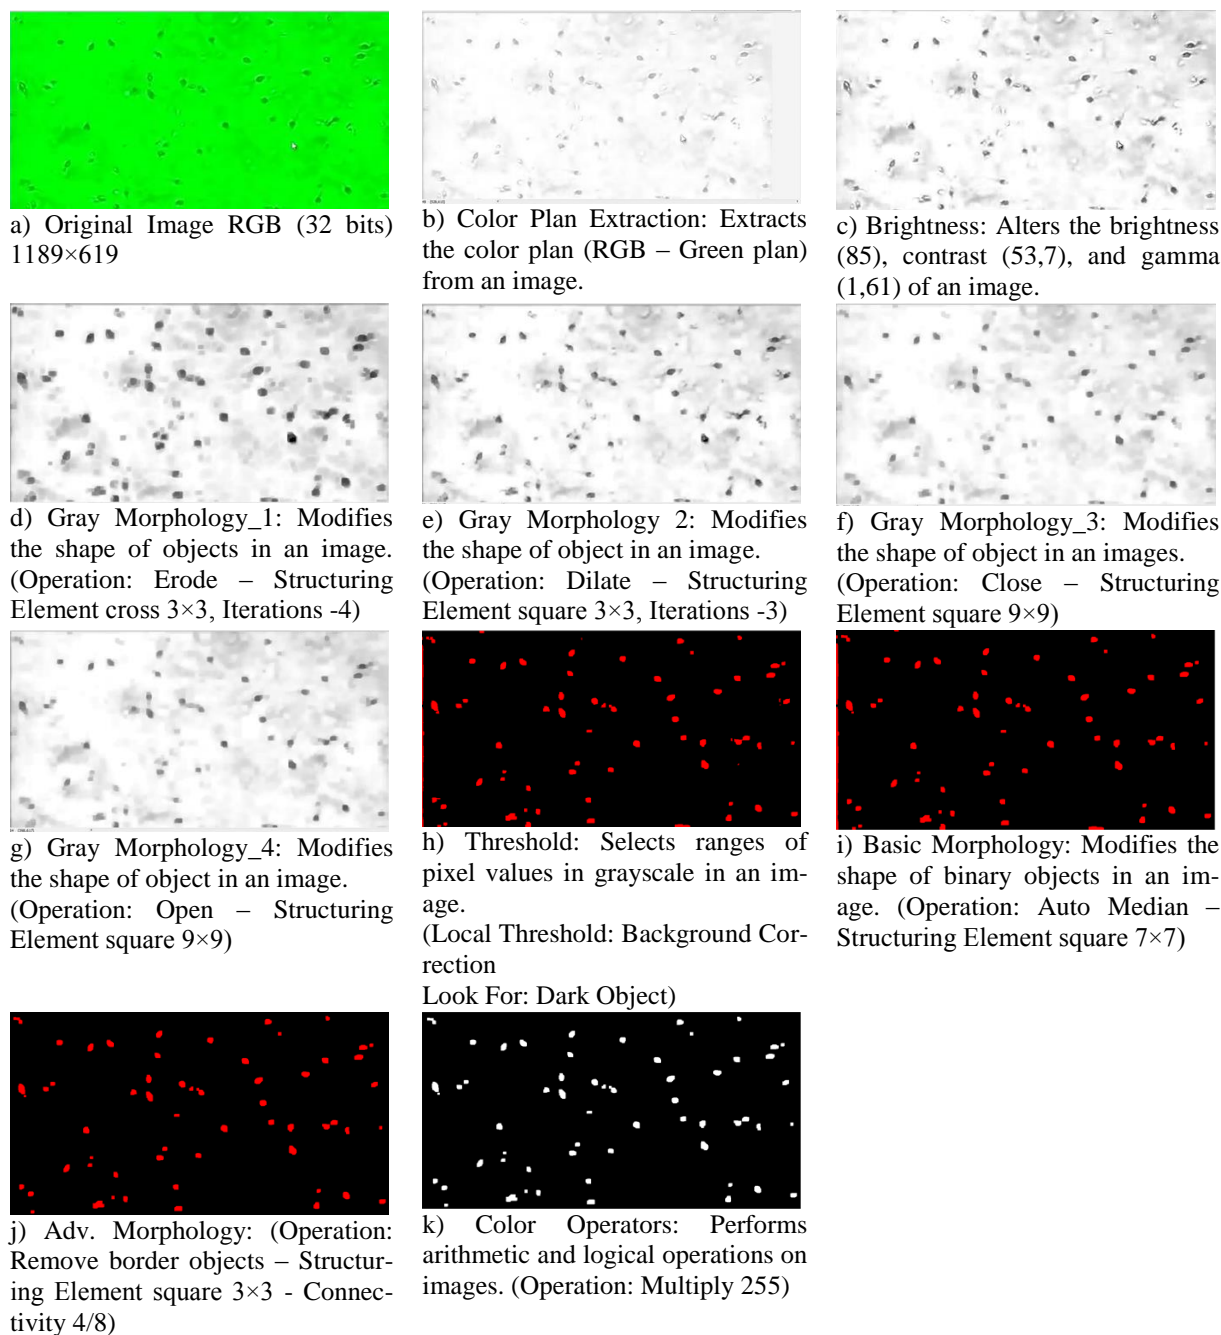 a) Original Image RGB (32 bits)
1189×619
b) Color Plan Extraction: Extracts
the color plan (RGB – Green plan)
from an image.
c) Brightness: Alters the brightness
(85), contrast (53,7), and gamma
(1,61) of an image.
d) Gray Morphology_1: Modifies
the shape of objects in an image.
(Operation: Erode – Structuring
Element cross 3×3, Iterations -4)
e) Gray Morphology 2: Modifies
the shape of object in an image.
(Operation: Dilate – Structuring
Element square 3×3, Iterations -3)
f) Gray Morphology_3: Modifies
the shape of object in an images.
(Operation: Close – Structuring
Element square 9×9)
g) Gray Morphology_4: Modifies
the shape of object in an image.
(Operation: Open – Structuring
Element square 9×9)
h) Threshold: Selects ranges of
pixel values in grayscale in an im-
age.
(Local Threshold: Background Cor-
rection
Look For: Dark Object)
i) Basic Morphology: Modifies the
shape of binary objects in an im-
age. (Operation: Auto Median –
Structuring Element square 7×7)
j) Adv. Morphology: (Operation:
Remove border objects – Structur-
ing Element square 3×3 - Connec-
tivity 4/8)
k) Color Operators: Performs
arithmetic and logical operations on
images. (Operation: Multiply 255)